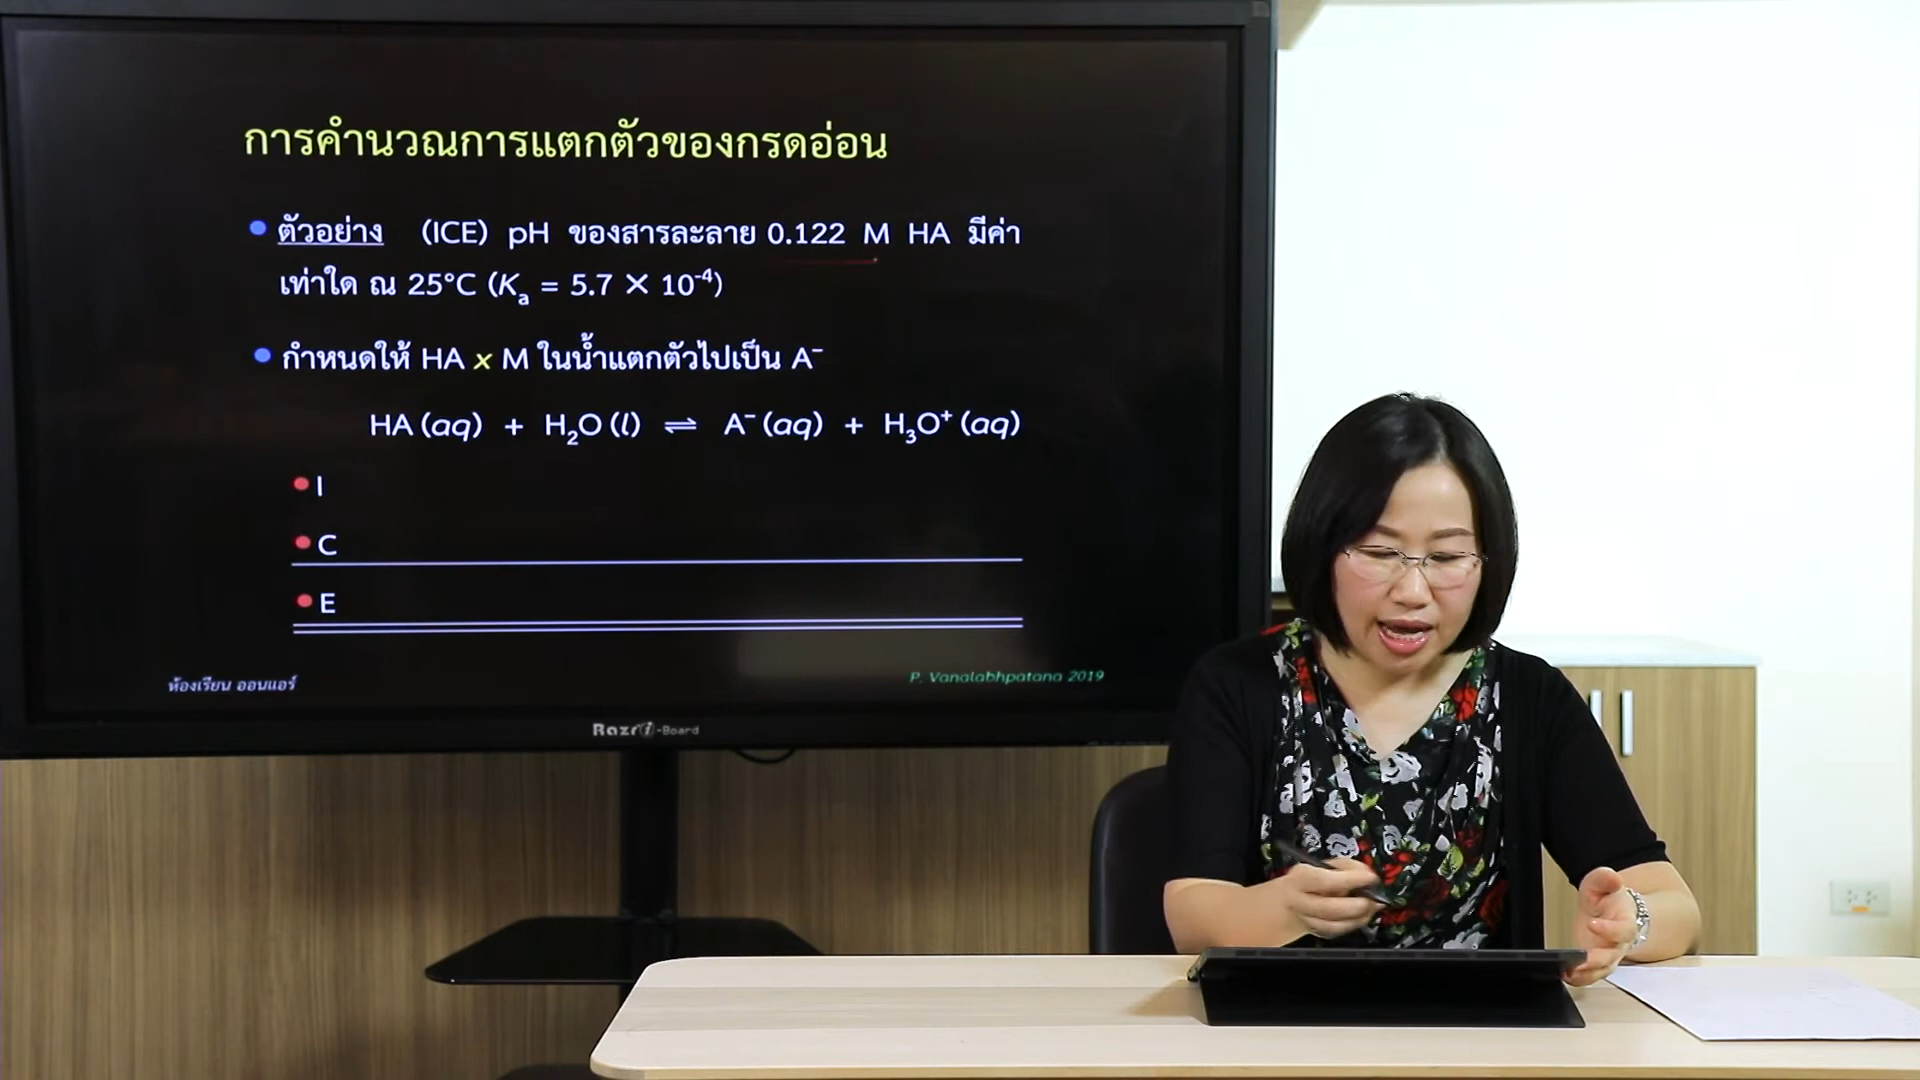 การคำนวณการแตกตัวของกรดอ่อน
ตัวอย่าง (ICE) pH ของสารละลาย 0.122 M HA มีค่า
เท่าใด ณ 25°C (Kₐ = 5.7 × 10⁻⁴)
กำหนดให้ HA x M ในน้ำแตกตัวไปเป็น A⁻
HA (aq) + H₂O (l) ⇌ A⁻ (aq) + H₃O⁺ (aq)
I
C
E
ห้องเรียน ออนแอร์
P. Vanalabhpatana 2019
Razr i-Board